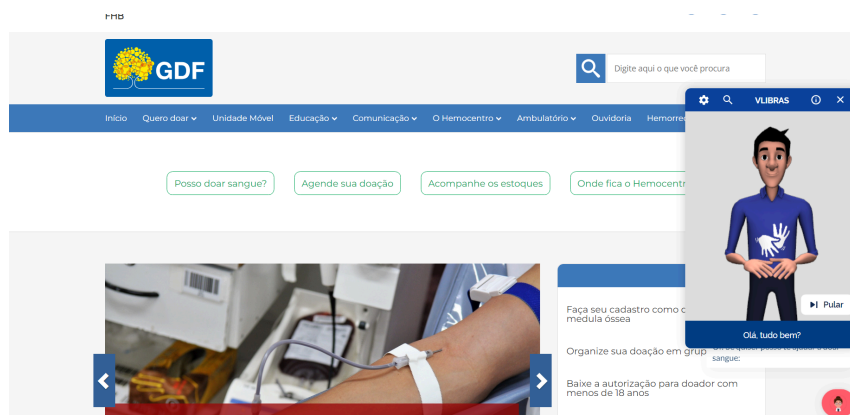 FHB
GDF
Digite aqui o que você procura
VLIBRAS
Início
Quero doar
Unidade Móvel
Educação
Comunicação
O Hemocentro
Ambulatório
Ouvidoria
Posso doar sangue?
Agende sua doação
Acompanhe os estoques
Onde fica o
Pular
Olá, tudo bem?
Faça seu cadastro como
medula óssea
Organize sua doação em
sangue:
Baixe a autorização para doador com
menos de 18 anos